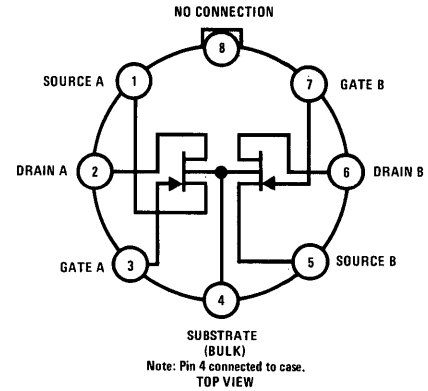 NO CONNECTION
8
SOURCE A
1
7
GATE B
DRAIN A
2
6
DRAIN B
GATE A
3
5
SOURCE B
4
SUBSTRATE
(BULK)
Note: Pin 4 connected to case.
TOP VIEW